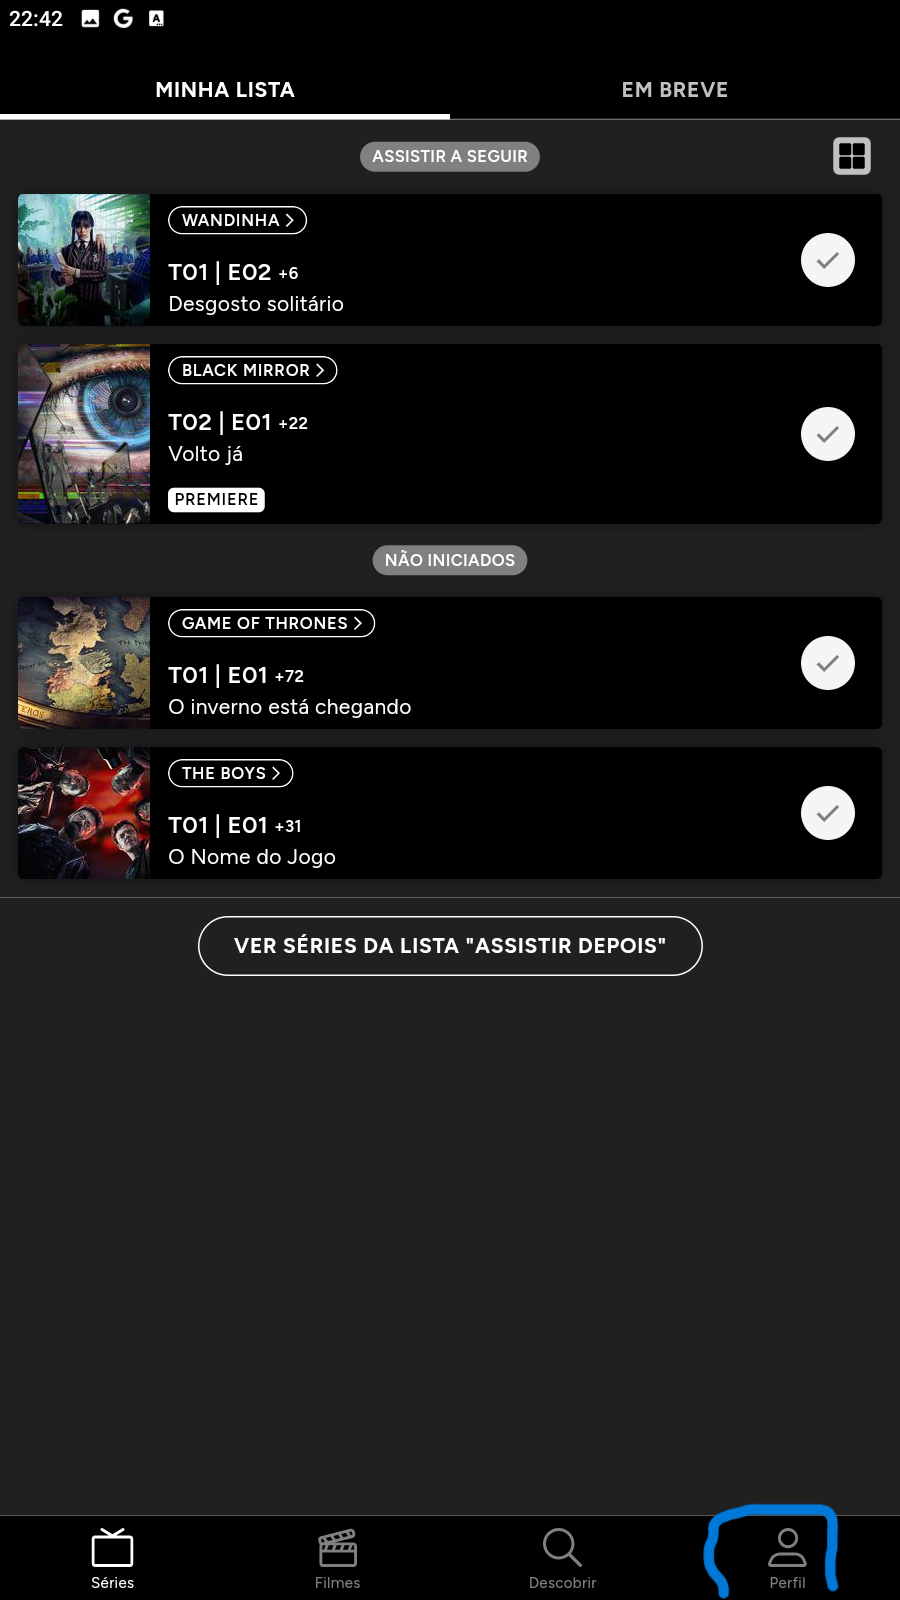 22:42
MINHA LISTA
EM BREVE
ASSISTIR A SEGUIR
WANDINHA
T01 | E02 +6
Desgosto solitário
BLACK MIRROR
T02 | E01 +22
Volto já
PREMIERE
NÃO INICIADOS
GAME OF THRONES
T01 | E01 +72
O inverno está chegando
THE BOYS
T01 | E01 +31
O Nome do Jogo
VER SÉRIES DA LISTA "ASSISTIR DEPOIS"
Séries
Filmes
Descobrir
Perfil